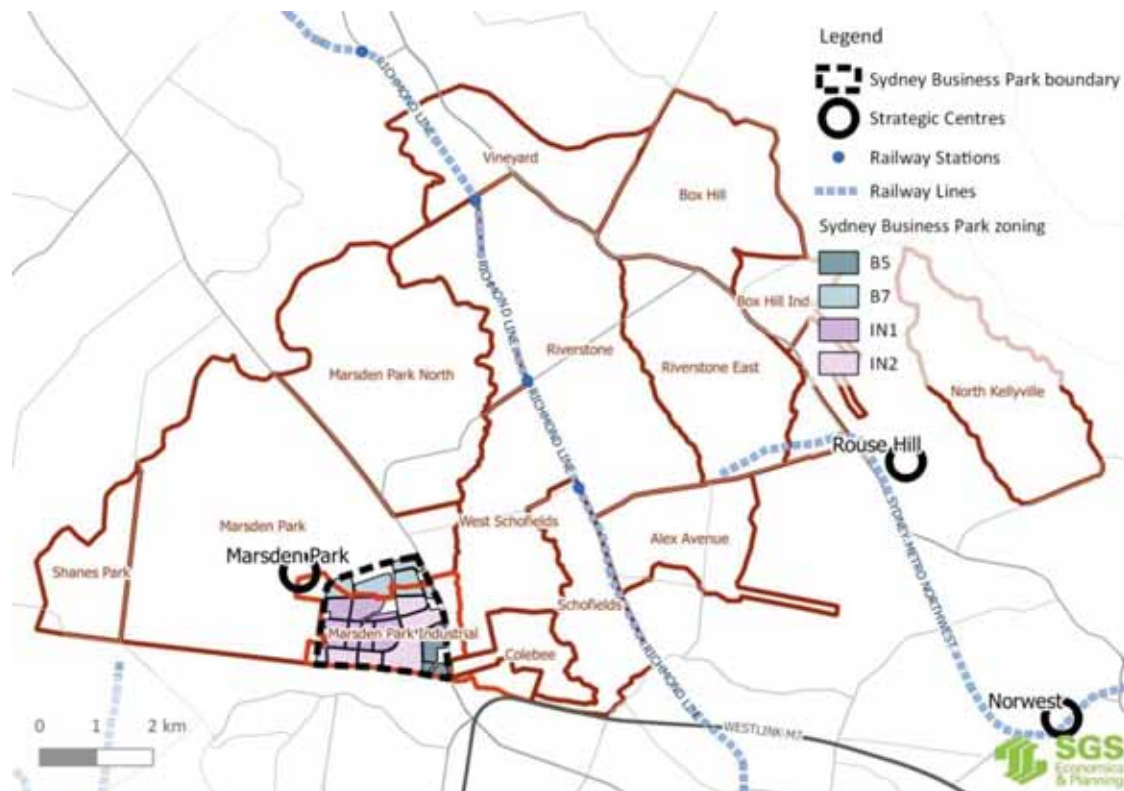 Legend
Sydney Business Park boundary
Strategic Centres
Railway Stations
Railway Lines
Sydney Business Park zoning
B5
B7
IN1
IN2
RICHMOND LINE
Vineyard
Box Hill
RICHMOND LINE
Box Hill Ind
Riverstone
Marsden Park North
Riverstone East
North Kellyville
RICHMOND LINE
Rouse Hill
West Schofields
Marsden Park
Alex Avenue
SYDNEY METRO NORTHWEST
Marsden Park
Shanes Park
Schofields
Marsden Park Industrial
Colebee
RICHMOND LINE
Norwest
0 1 2 km
WESTLINK M7
SGS
Economics
& Planning